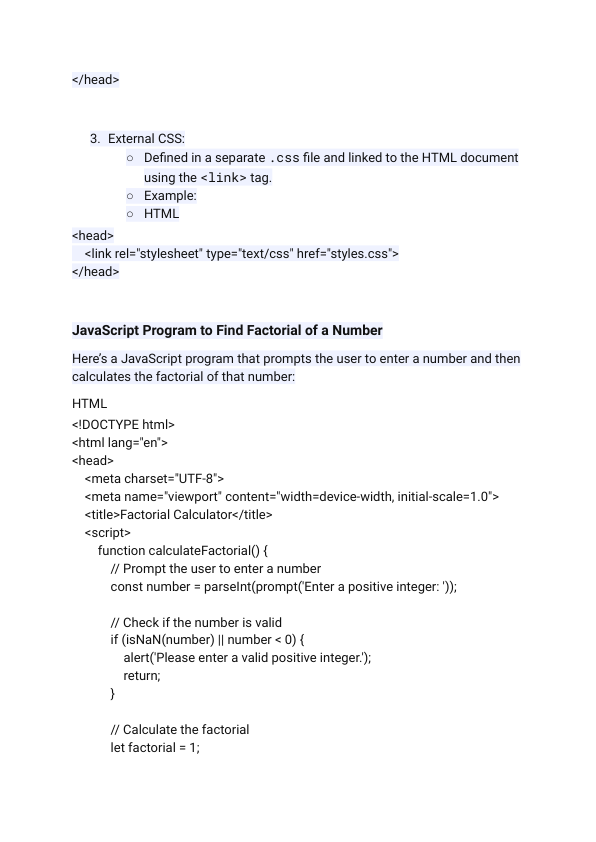 </head>
3. External CSS:
○ Defined in a separate .css file and linked to the HTML document
using the <link> tag.
○ Example:
○ HTML
<head>
    <link rel="stylesheet" type="text/css" href="styles.css">
</head>
JavaScript Program to Find Factorial of a Number
Here’s a JavaScript program that prompts the user to enter a number and then
calculates the factorial of that number:
HTML
<!DOCTYPE html>
<html lang="en">
<head>
    <meta charset="UTF-8">
    <meta name="viewport" content="width=device-width, initial-scale=1.0">
    <title>Factorial Calculator</title>
    <script>
        function calculateFactorial() {
            // Prompt the user to enter a number
            const number = parseInt(prompt('Enter a positive integer: '));
            // Check if the number is valid
            if (isNaN(number) || number < 0) {
                alert('Please enter a valid positive integer.');
                return;
            }
            // Calculate the factorial
            let factorial = 1;